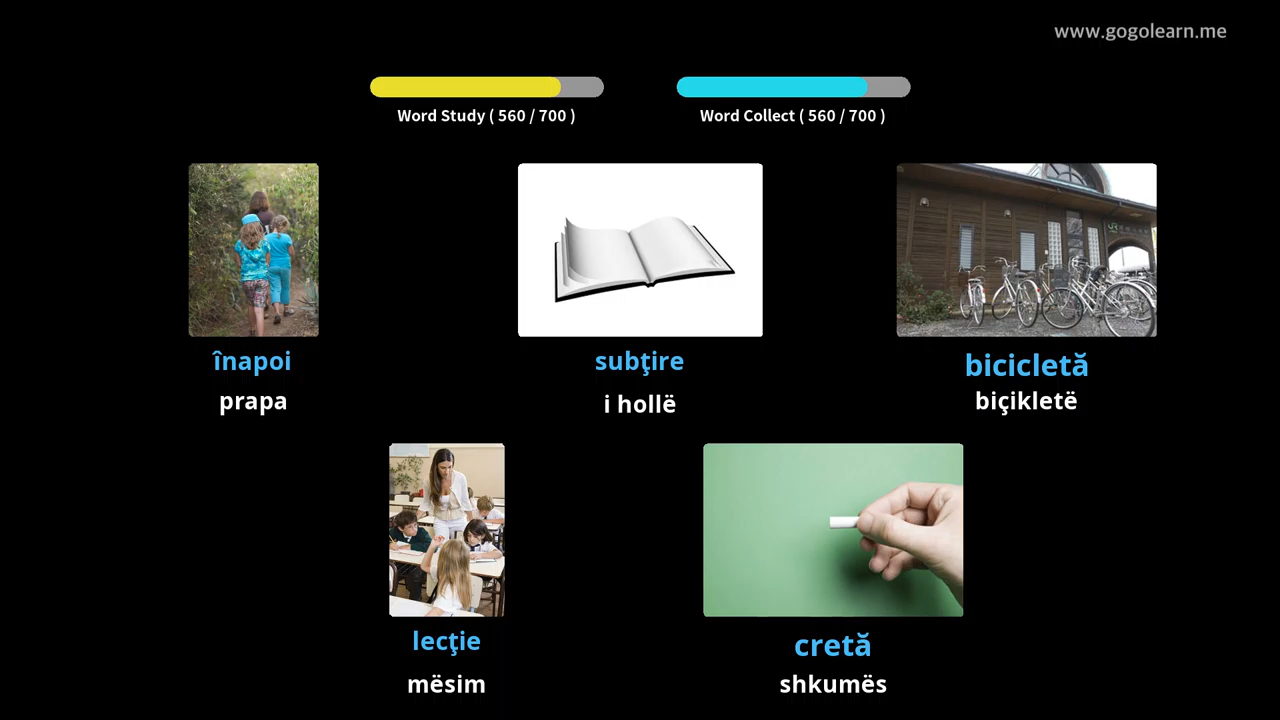 www.gogolearn.me
Word Study ( 560 / 700 )
Word Collect ( 560 / 700 )
înapoi
prapa
subţire
i hollë
bicicletă
biçikletë
lecţie
mësim
cretă
shkumës